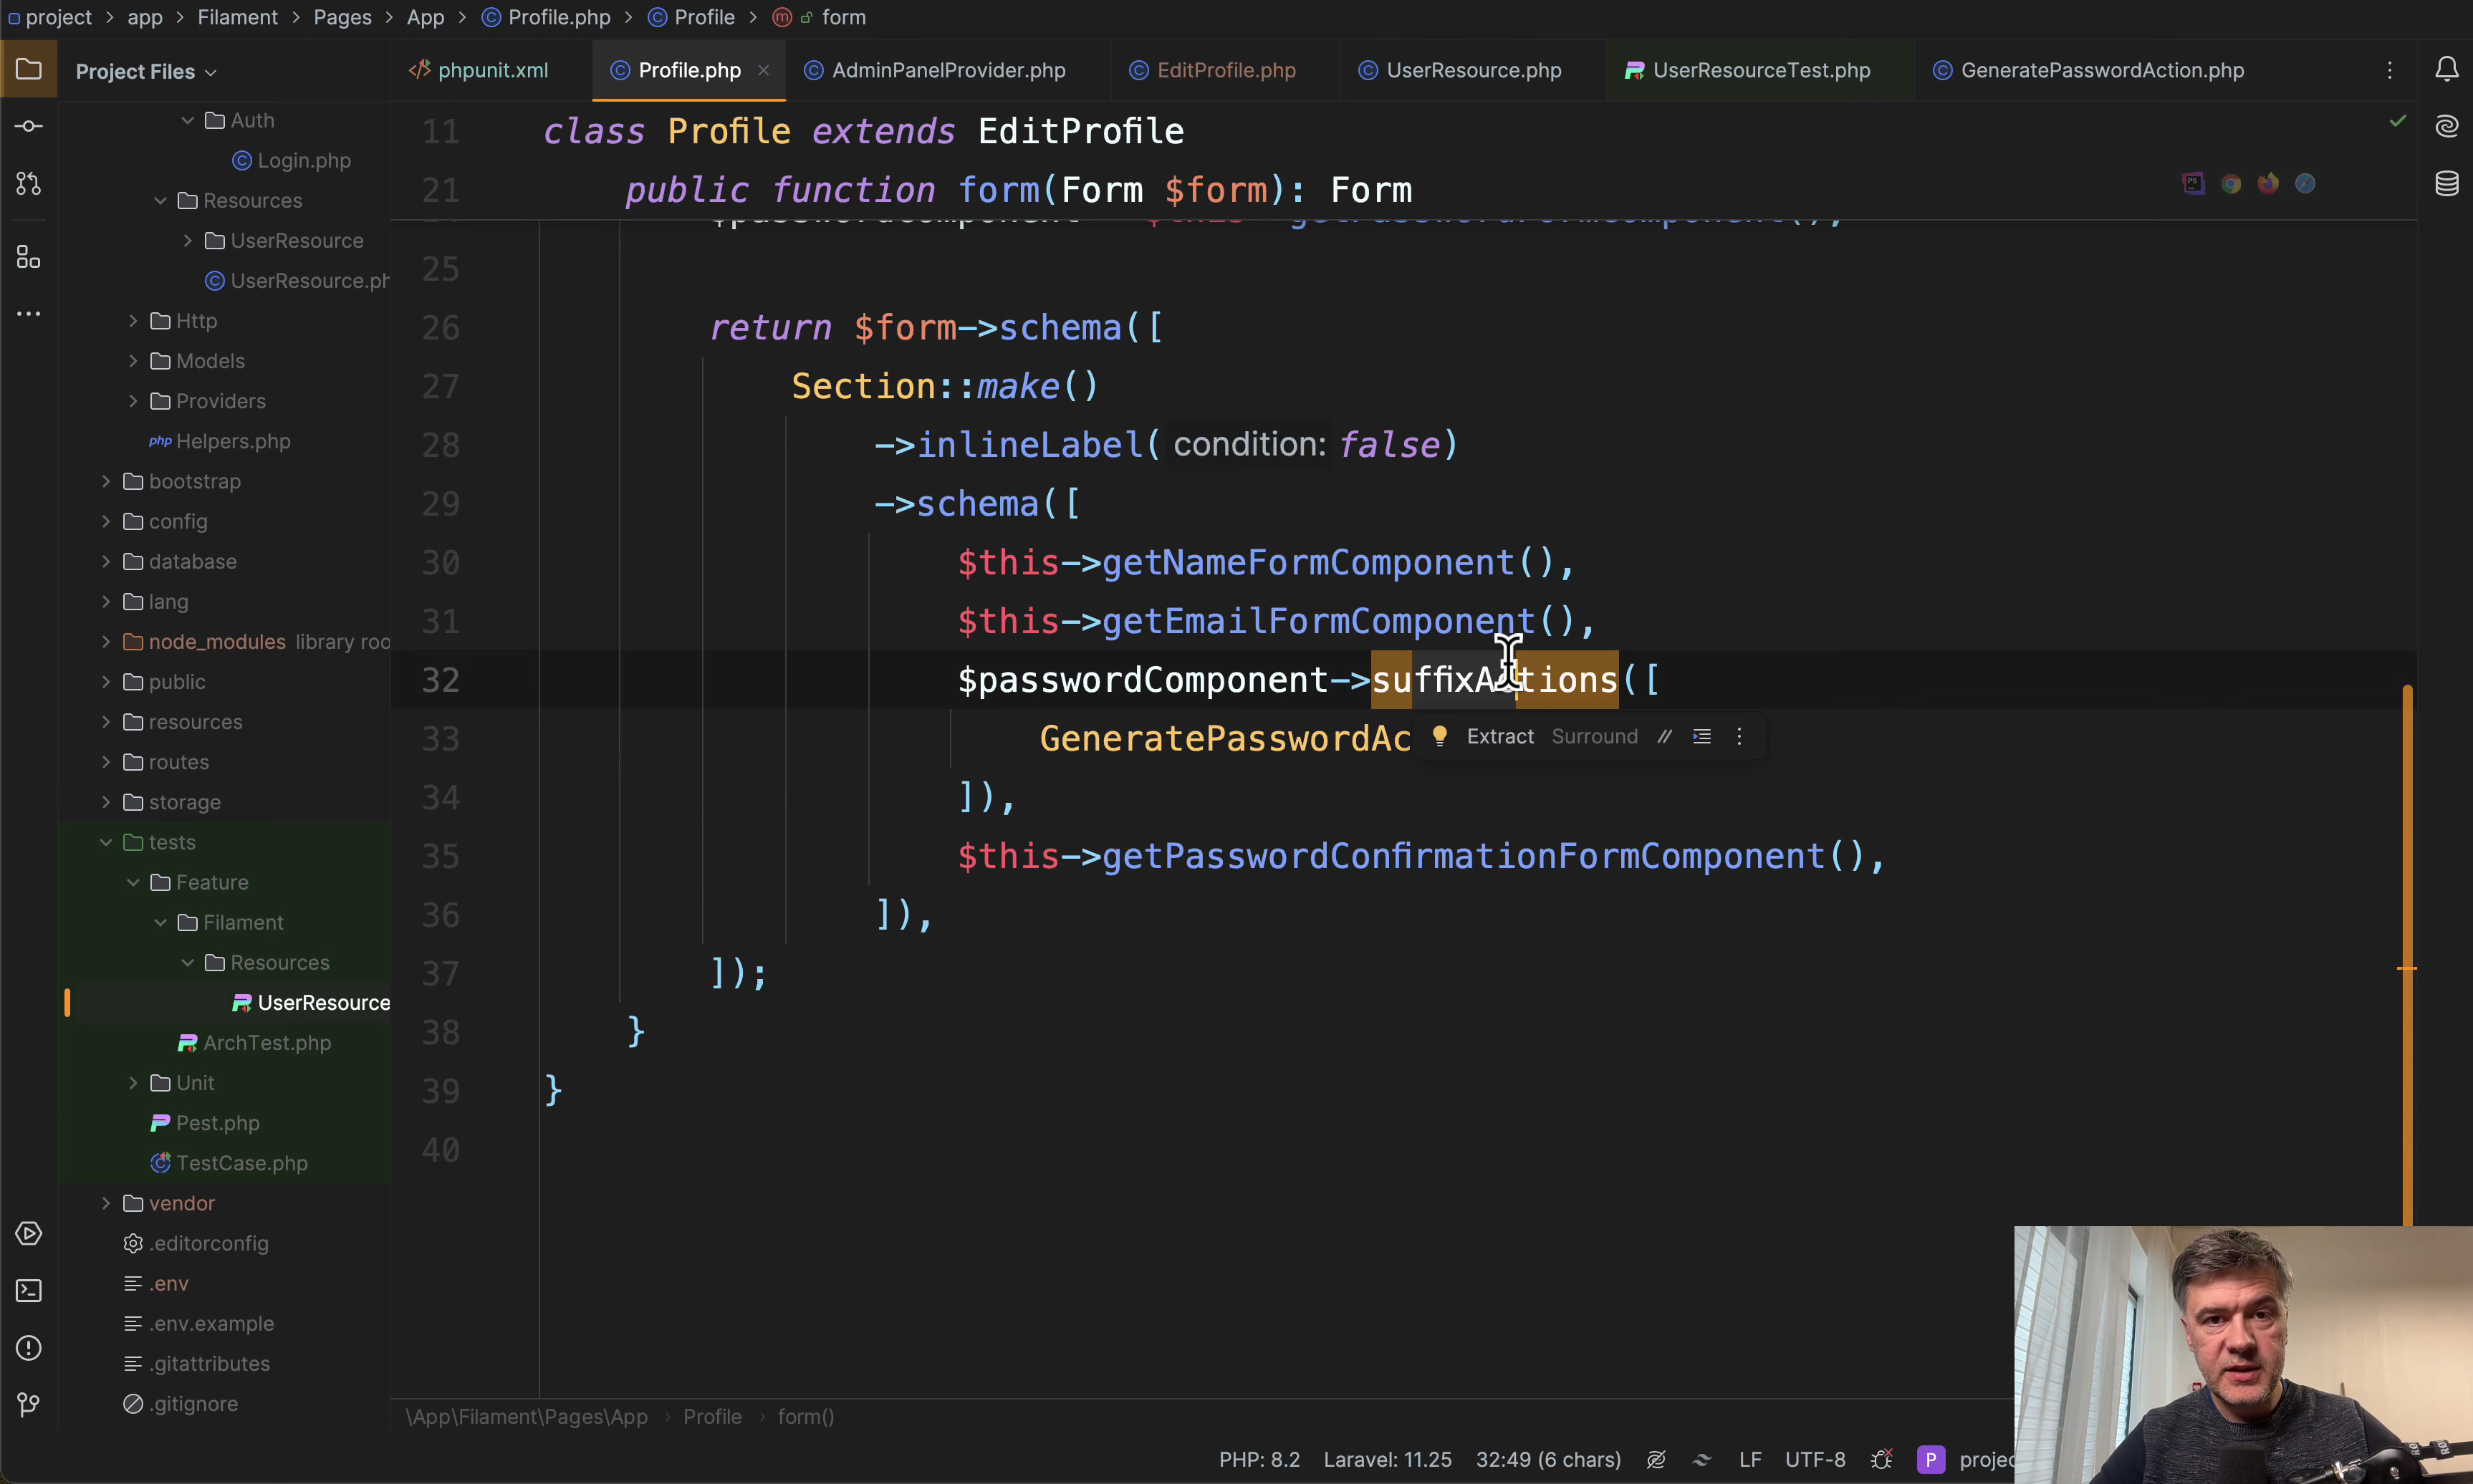 project > app > Filament > Pages > App > Profile.php > Profile > form
Project Files
phpunit.xml
Profile.php
AdminPanelProvider.php
EditProfile.php
UserResource.php
UserResourceTest.php
GeneratePasswordAction.php
Auth
Login.php
Resources
UserResource
UserResource.ph
Http
Models
Providers
php Helpers.php
bootstrap
config
database
lang
node_modules library roo
public
resources
routes
storage
tests
Feature
Filament
Resources
UserResource
ArchTest.php
Unit
Pest.php
TestCase.php
vendor
.editorconfig
.env
.env.example
.gitattributes
.gitignore
11 class Profile extends EditProfile
21 public function form(Form $form): Form
25
26 return $form->schema([
27 Section::make()
28 ->inlineLabel( condition: false)
29 ->schema([
30 $this->getNameFormComponent(),
31 $this->getEmailFormComponent(),
32 $passwordComponent->suffixActions([
33 GeneratePasswordAc
Extract Surround //
34 ]),
35 $this->getPasswordConfirmationFormComponent(),
36 ]),
37 ]);
38 }
39 }
40
\App\Filament\Pages\App > Profile > form()
PHP: 8.2 Laravel: 11.25 32:49 (6 chars) LF UTF-8 P projec